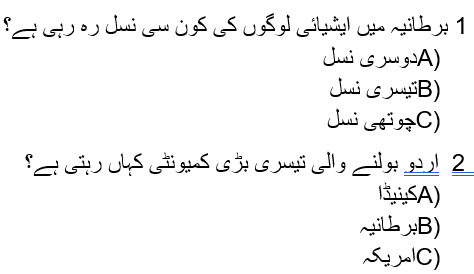 1 برطانیہ میں ایشیائی لوگوں کی کون سی نسل رہ رہی ہے؟
A)دوسری نسل
B)تیسری نسل
C)چوتھی نسل
2 اردو بولنے والی تیسری بڑی کمیونٹی کہاں رہتی ہے؟
A)کینیڈا
B)برطانیہ
C)امریکہ